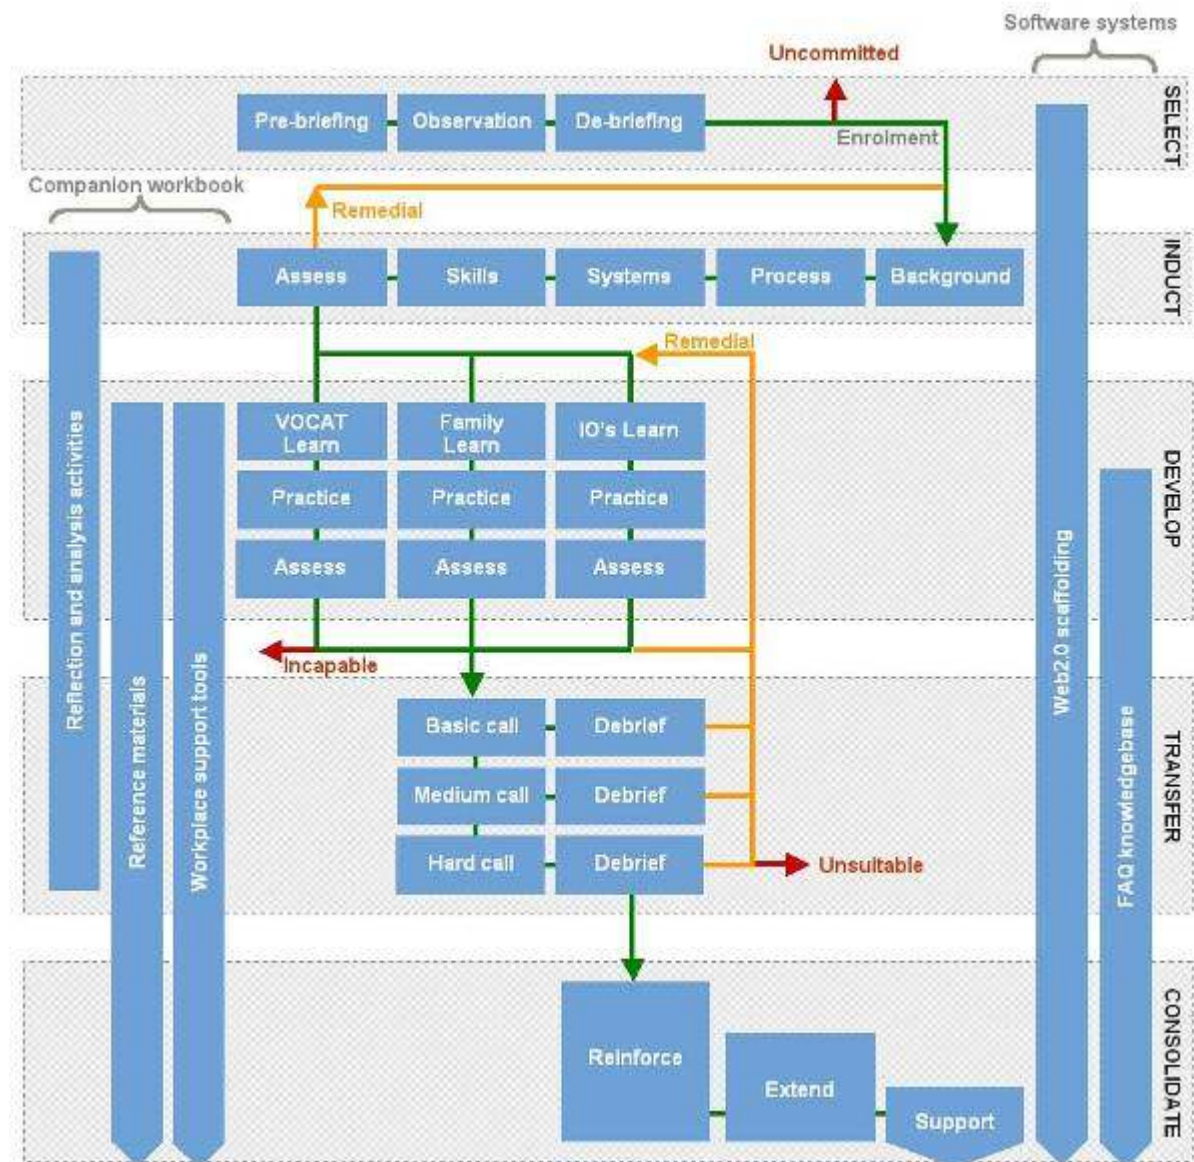 Software systems
Uncommitted
SELECT
Pre-briefing
Observation
De-briefing
Enrolment
Companion workbook
Remedial
INDUCT
Assess
Skills
Systems
Process
Background
Remedial
DEVELOP
VOCAT
Learn
Family
Learn
IO's Learn
Practice
Practice
Practice
Assess
Assess
Assess
Incapable
Reflection and analysis activities
Reference materials
Workplace support tools
Web2.0 scaffolding
FAQ knowledgebase
TRANSFER
Basic call
Debrief
Medium call
Debrief
Hard call
Debrief
Unsuitable
CONSOLIDATE
Reinforce
Extend
Support